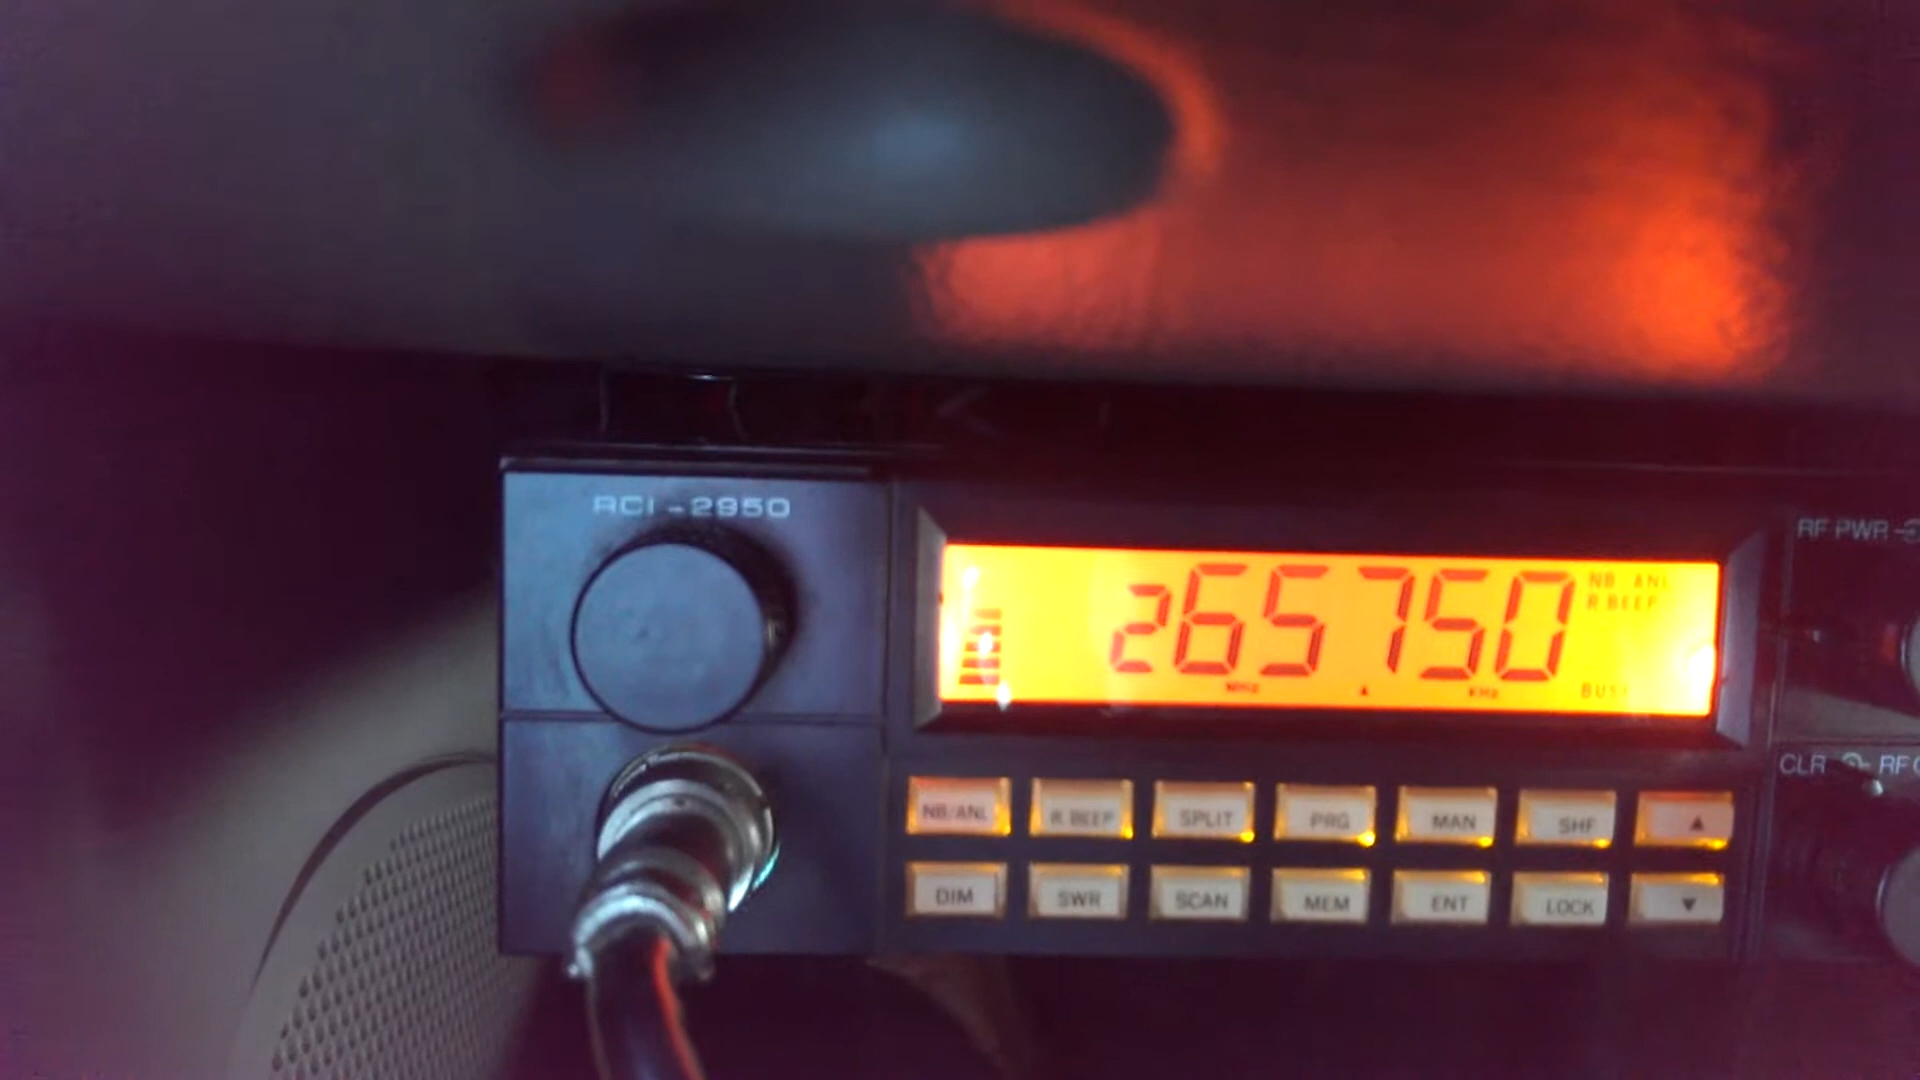 RCI-2950
RF PWR
265750
NB ANL
R.BEEP
MHz ▲ KHz
BUSY
CLR RF
NB/ANL R.BEEP SPLIT PRG MAN SHF ▲
DIM SWR SCAN MEM ENT LOCK ▼